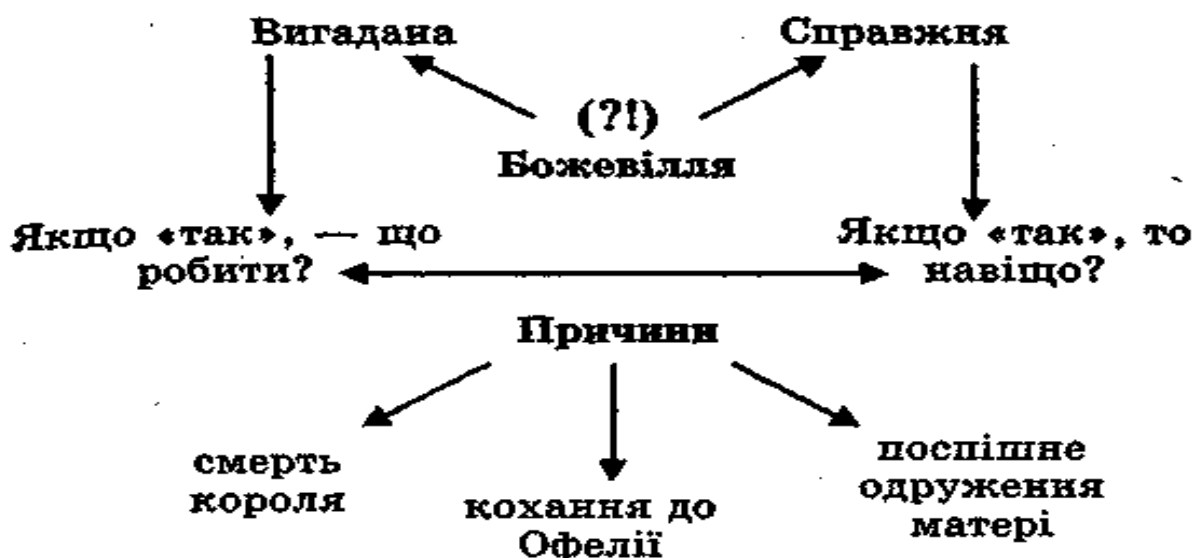 Вигадана
Справжня
(?!)
Божевілля
Якщо «так», — що
робити?
Якщо «так», то
навіщо?
Причини
смерть
короля
кохання до
Офелії
поспішне
одруження
матері